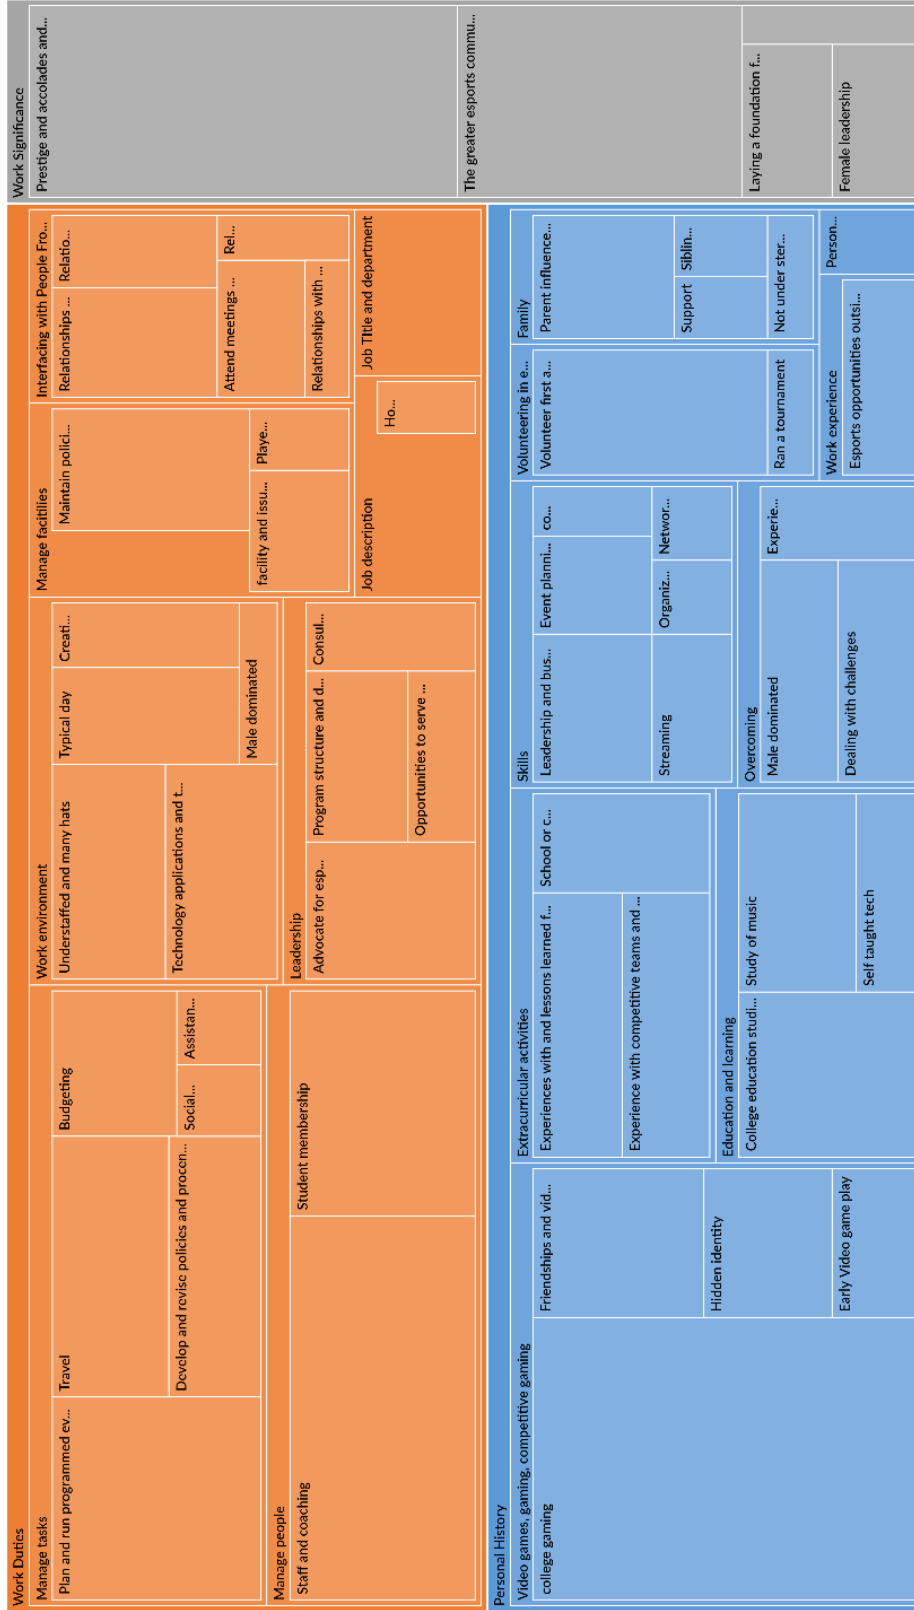 Work Duties
Manage tasks
Plan and run programmed ev...
Travel
Develop and revise policies and procen...
Budgeting
Social...
Assistan...
Manage people
Staff and coaching
Student membership
Work environment
Understaffed and many hats
Technology applications and t...
Typical day
Creati...
Male dominated
Leadership
Advocate for esp...
Program structure and d...
Opportunities to serve ...
Consul...
Manage facitilies
Maintain polici...
facility and issu...
Playe...
Interfacing with People Fro...
Relationships ...
Relatio...
Attend meetings ...
Rel...
Relationships with ...
Job description
Ho...
Job Title and department
Personal History
Video games, gaming, competitive gaming
college gaming
Friendships and vid...
Hidden identity
Early Video game play
Extracurricular activities
Experiences with and lessons learned f...
Experience with competitive teams and ...
School or c...
Education and learning
College education studi...
Study of music
Self taught tech
Skills
Leadership and bus...
Event planni...
co...
Streaming
Organiz...
Networ...
Overcoming
Male dominated
Dealing with challenges
Experie...
Volunteering in e...
Volunteer first a...
Ran a tournament
Family
Parent influence...
Support
Siblin...
Not under ster...
Work experience
Esports opportunities outsi...
Person...
Work Significance
Prestige and accolades and...
The greater esports commu...
Laying a foundation f...
Female leadership